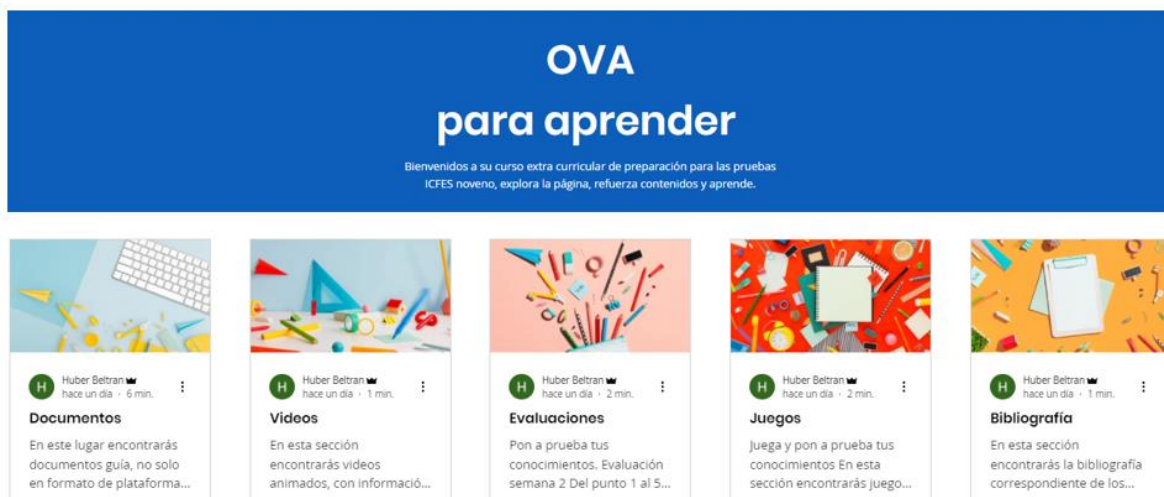 OVA
para aprender
Bienvenidos a su curso extra curricular de preparación para las pruebas
ICFES noveno, explora la página, refuerza contenidos y aprende.
H
Huber Beltran
hace un día · 6 min.
Documentos
En este lugar encontrarás
documentos guía, no solo
en formato de plataforma...
H
Huber Beltran
hace un día · 1 min.
Videos
En esta sección
encontrarás videos
animados, con informació...
H
Huber Beltran
hace un día · 2 min.
Evaluaciones
Pon a prueba tus
conocimientos. Evaluación
semana 2 Del punto 1 al 5...
H
Huber Beltran
hace un día · 2 min.
Juegos
Juega y pon a prueba tus
conocimientos En esta
sección encontrarás juego...
H
Huber Beltran
hace un día · 1 min.
Bibliografía
En esta sección
encontrarás la bibliografía
correspondiente de los...